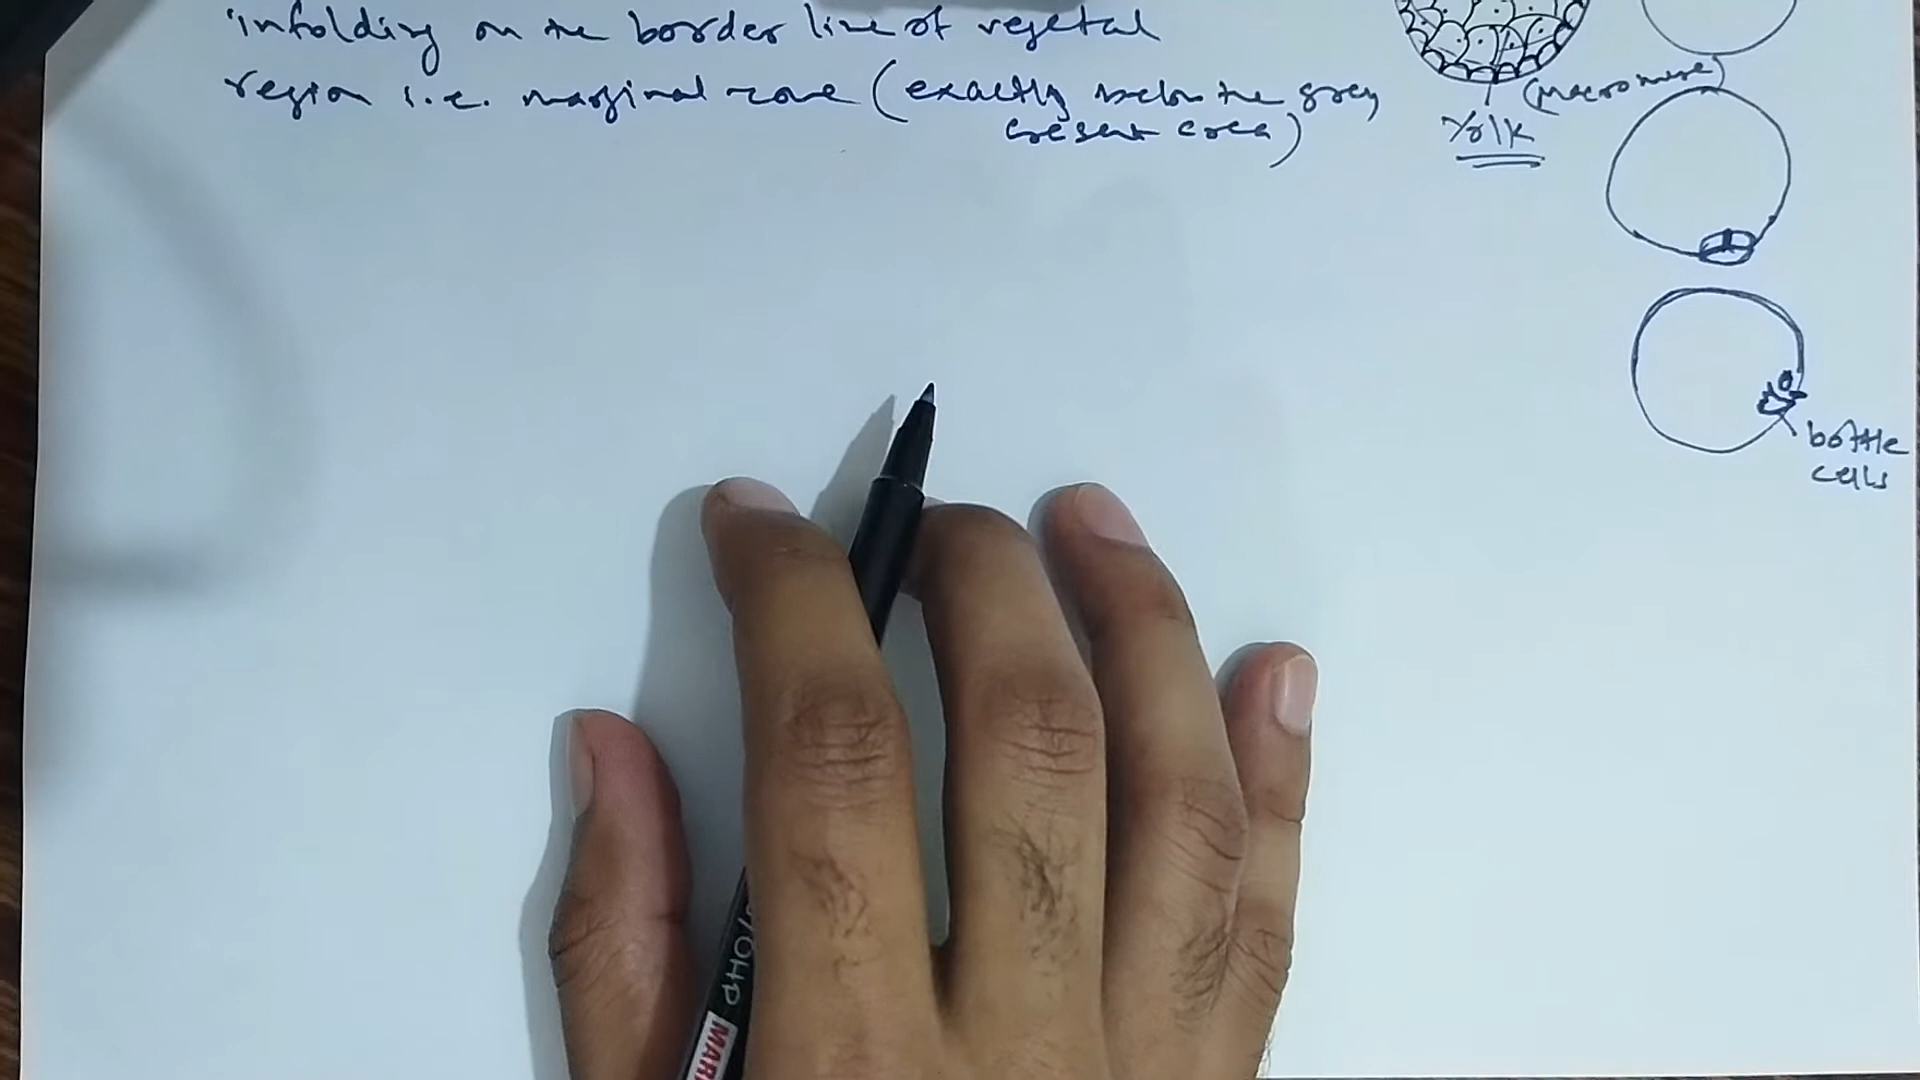 infolding on the border line of vegetal
region i.e. marginal zone (exactly below the grey
cresent area)
(Macromere)
Yolk
bottle
cells
OHP
MAR